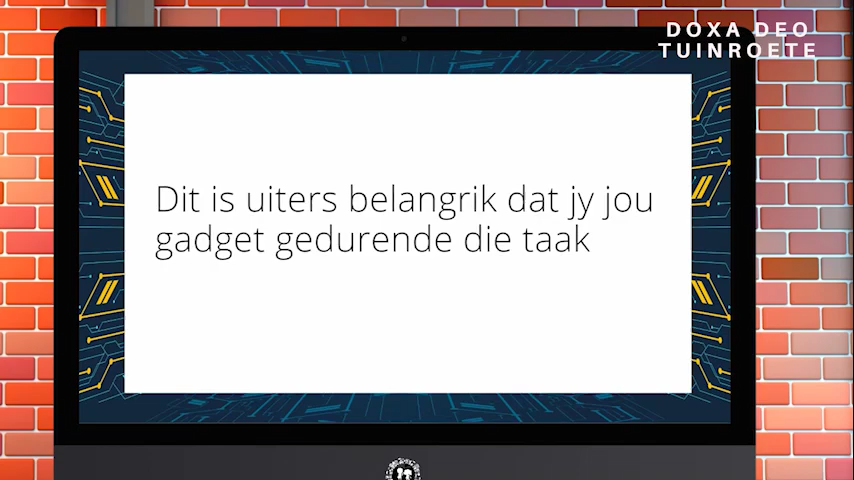 DOXA DEO
TUINROETE
Dit is uiters belangrik dat jy jou
gadget gedurende die taak